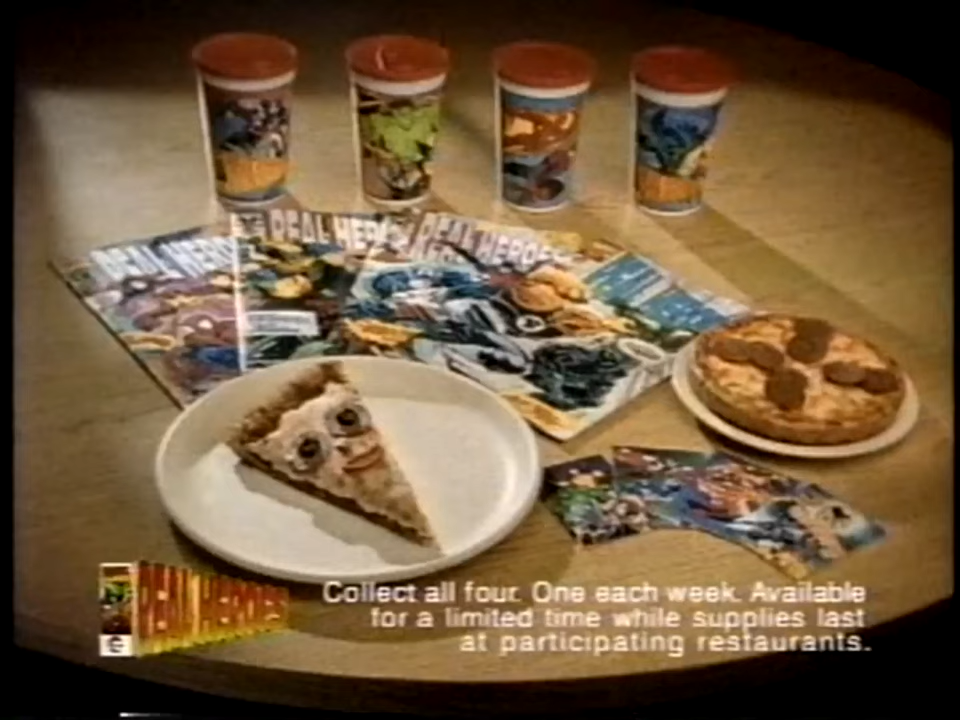 REAL HEROES
REAL HEROES
REAL HEROES
REAL HEROES
e
Collect all four. One each week. Available
for a limited time while supplies last
at participating restaurants.